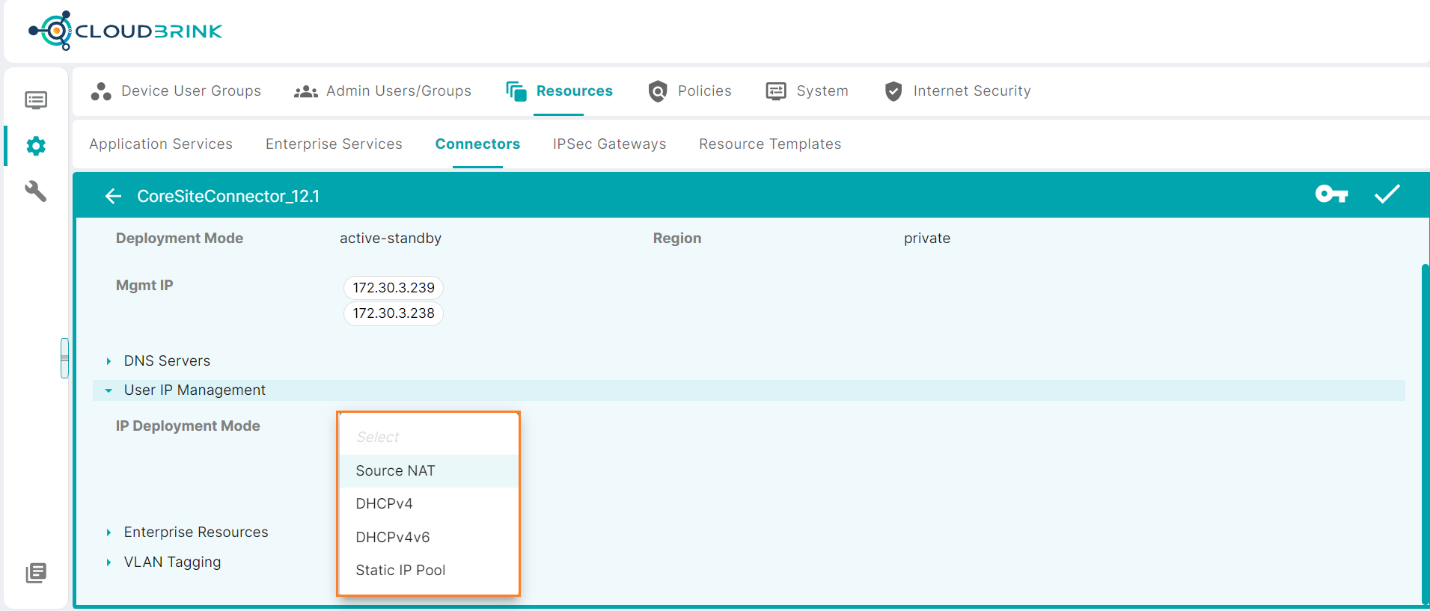 CLOUDBRINK
Device User Groups Admin Users/Groups Resources Policies System Internet Security
Application Services Enterprise Services Connectors IPSec Gateways Resource Templates
CoreSiteConnector_12.1
Deployment Mode active-standby Region private
Mgmt IP 172.30.3.239
172.30.3.238
DNS Servers
User IP Management
IP Deployment Mode
Select
Source NAT
DHCPv4
DHCPv4v6
Enterprise Resources
VLAN Tagging
Static IP Pool